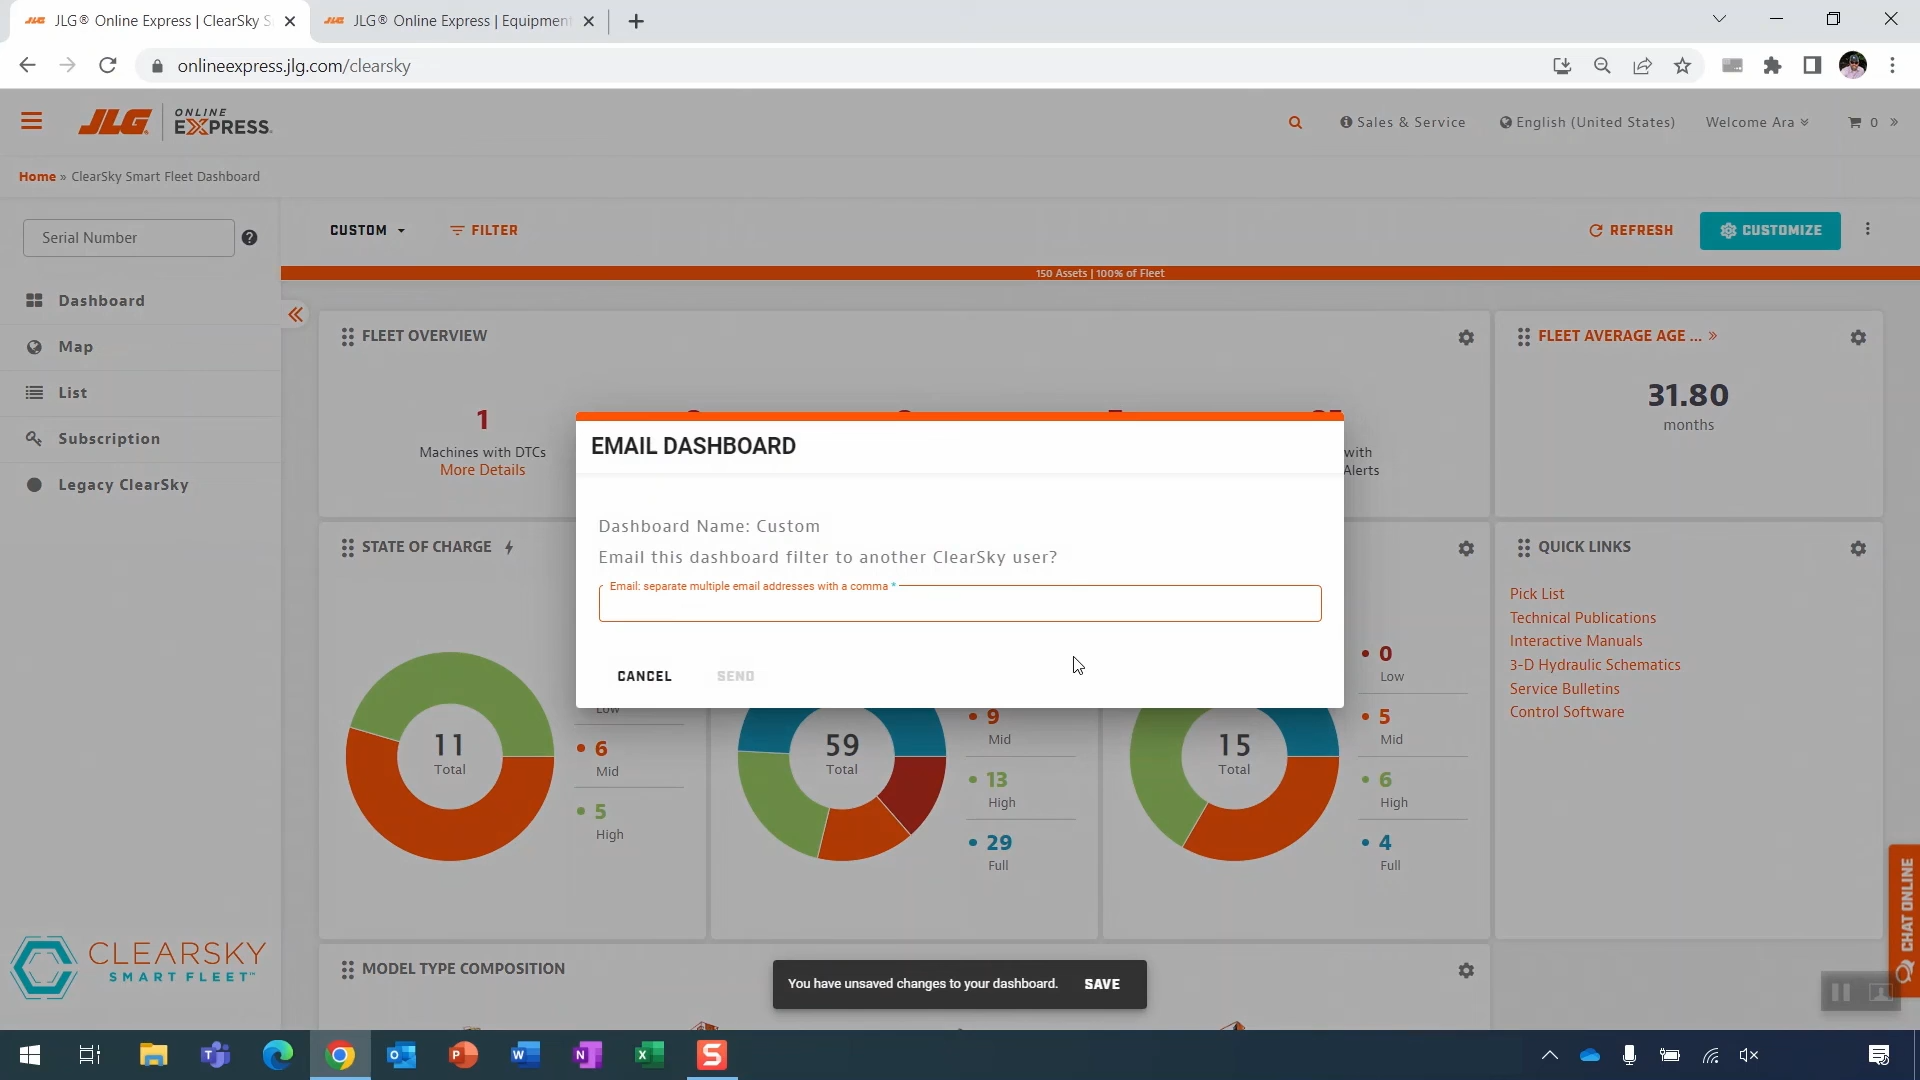 JLG® Online Express | ClearSky S
JLG® Online Express | Equipment
onlineexpress.jlg.com/clearsky
JLG ONLINE EXPRESS
Sales & Service
English (United States)
Welcome Ara
0
Home » ClearSky Smart Fleet Dashboard
Serial Number
CUSTOM
FILTER
REFRESH
CUSTOMIZE
150 Assets | 100% of Fleet
Dashboard
Map
List
Subscription
Legacy ClearSky
FLEET OVERVIEW
1
Machines with DTCs
More Details
with
Alerts
FLEET AVERAGE AGE ... »
31.80
months
EMAIL DASHBOARD
Dashboard Name: Custom
Email this dashboard filter to another ClearSky user?
Email: separate multiple email addresses with a comma *
CANCEL
SEND
STATE OF CHARGE
11
Total
Low
6
Mid
5
High
59
Total
9
Mid
13
High
29
Full
15
Total
0
Low
5
Mid
6
High
4
Full
QUICK LINKS
Pick List
Technical Publications
Interactive Manuals
3-D Hydraulic Schematics
Service Bulletins
Control Software
MODEL TYPE COMPOSITION
You have unsaved changes to your dashboard.
SAVE
CHAT ONLINE
CLEARSKY
SMART FLEET™